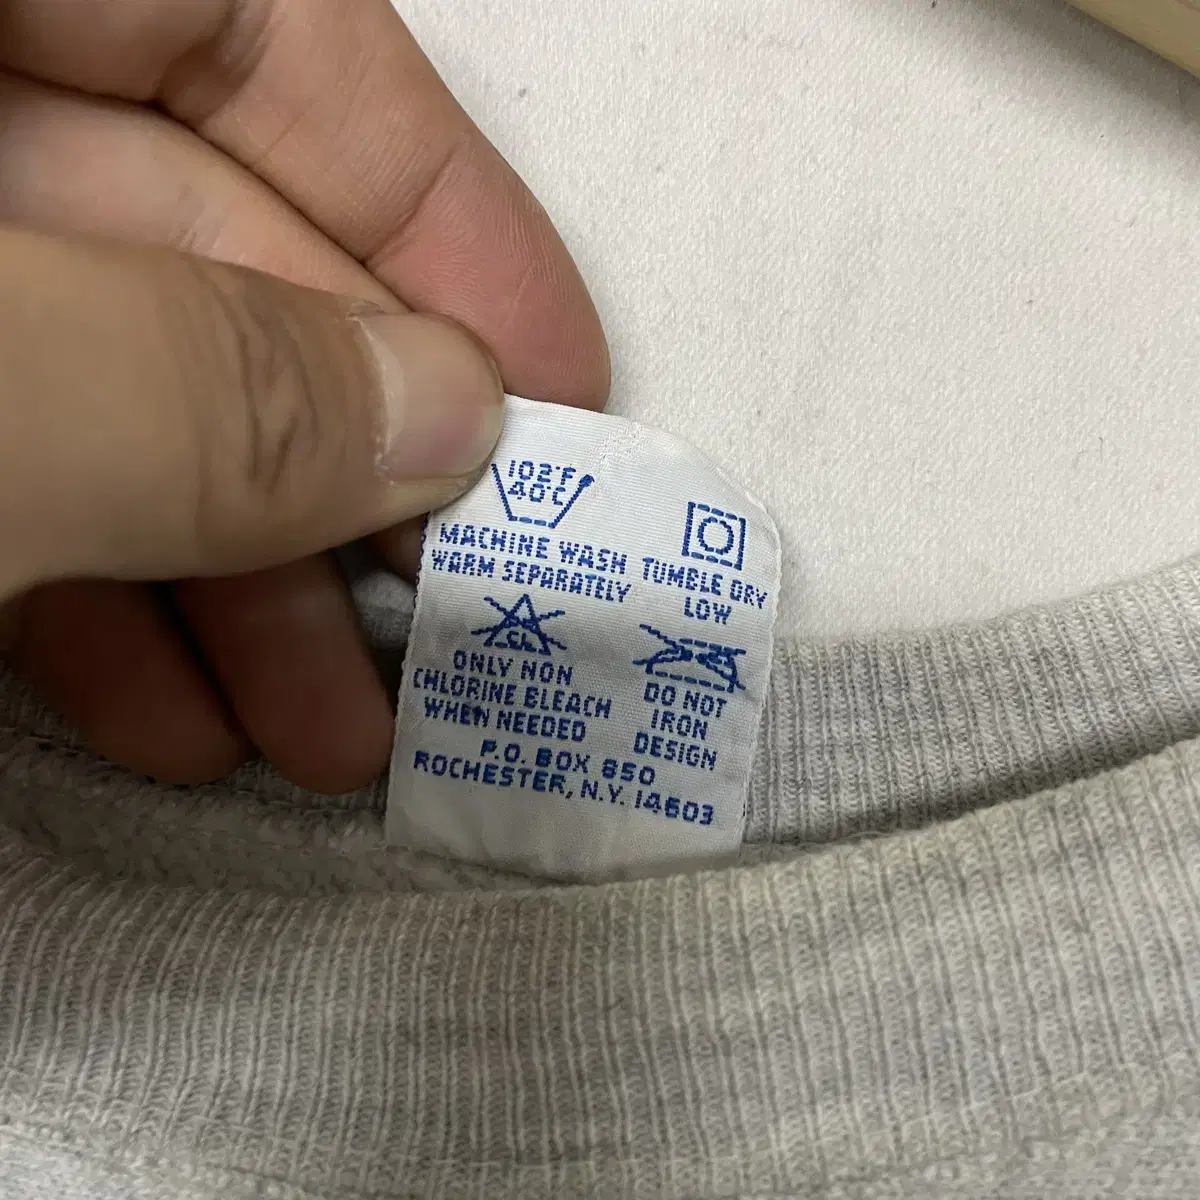 102°F
40°C
MACHINE WASH
WARM SEPARATELY
TUMBLE DRY
LOW
CL
ONLY NON
CHLORINE BLEACH
WHEN NEEDED
DO NOT
IRON
DESIGN
P.O. BOX 850
ROCHESTER, N.Y. 14603